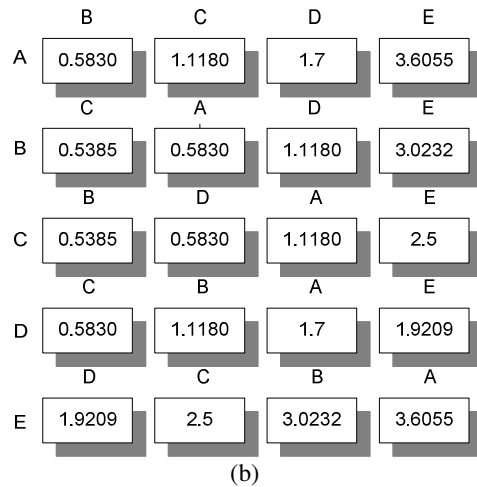 B C D E
A 0.5830 1.1180 1.7 3.6055
C A D E
B 0.5385 0.5830 1.1180 3.0232
B D A E
C 0.5385 0.5830 1.1180 2.5
C B A E
D 0.5830 1.1180 1.7 1.9209
D C B A
E 1.9209 2.5 3.0232 3.6055
(b)